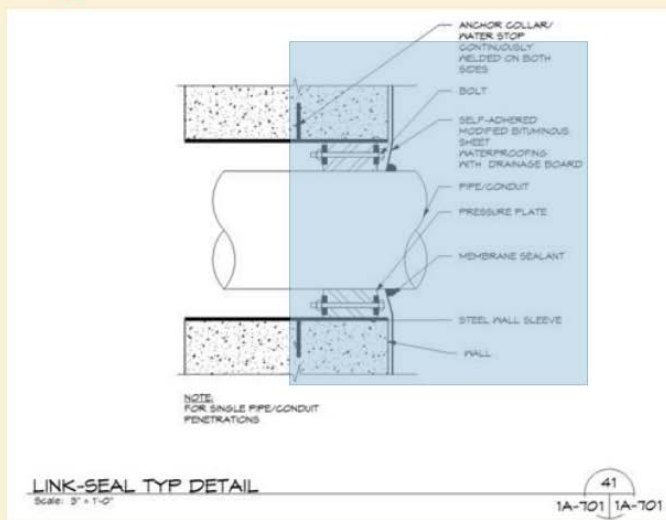 ANCHOR COLLAR/
WATER STOP
CONTINUOUSLY
WELDED ON BOTH
SIDES
BOLT
SELF-ADHERED
MODIFIED BITUMINOUS
SHEET
WATERPROOFING
WITH DRAINAGE BOARD
PIPE/CONDUIT
PRESSURE PLATE
MEMBRANE SEALANT
STEEL WALL SLEEVE
WALL
NOTE:
FOR SINGLE PIPE/CONDUIT
PENETRATIONS
LINK-SEAL TYP DETAIL
Scale: 3" = 1'-0"
41
1A-701 1A-701